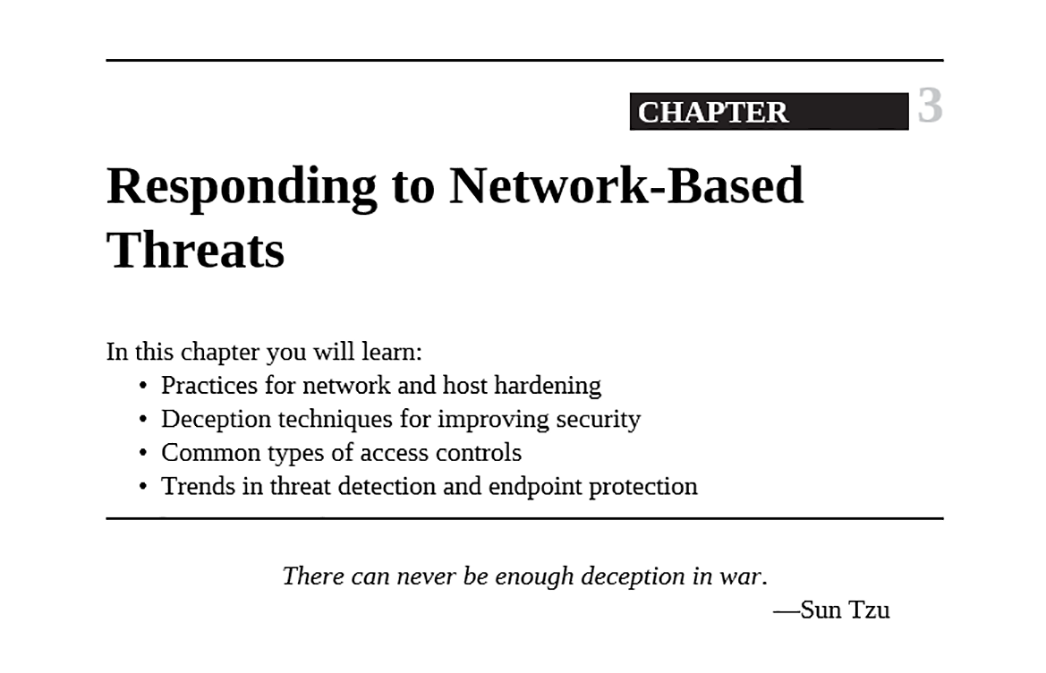 CHAPTER 3
Responding to Network-Based
Threats
In this chapter you will learn:
• Practices for network and host hardening
• Deception techniques for improving security
• Common types of access controls
• Trends in threat detection and endpoint protection
There can never be enough deception in war.
—Sun Tzu